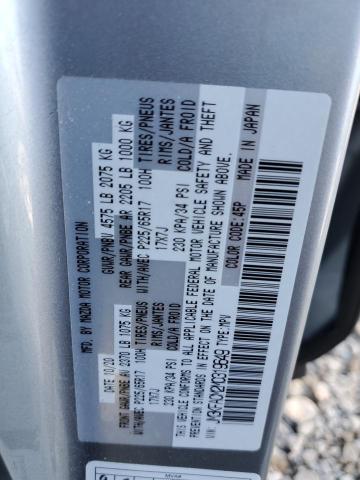 MFD. BY MAZDA MOTOR CORPORATION
DATE: 10/20 GVWR/PNBV 4575 LB 2075 KG
GAWR/PNBE AV 2370 LB 1075 KG REAR GAWR/PNBE AR 2205 LB 1000 KG
WITH/AVEC P225/65R17 100H TIRES/PNEUS WITH/AVEC P225/65R17 100H TIRES/PNEUS
17X7J RIMS/JANTES 17X7J RIMS/JANTES
230 KPA/34 PSI COLD/A FROID 230 KPA/34 PSI COLD/A FROID
THIS VEHICLE CONFORMS TO ALL APPLICABLE FEDERAL MOTOR VEHICLE SAFETY AND THEFT
PREVENTION STANDARDS IN EFFECT ON THE DATE OF MANUFACTURE SHOWN ABOVE.
VIN: TYPE: MPV COLOR CODE: 45P MADE IN JAPAN